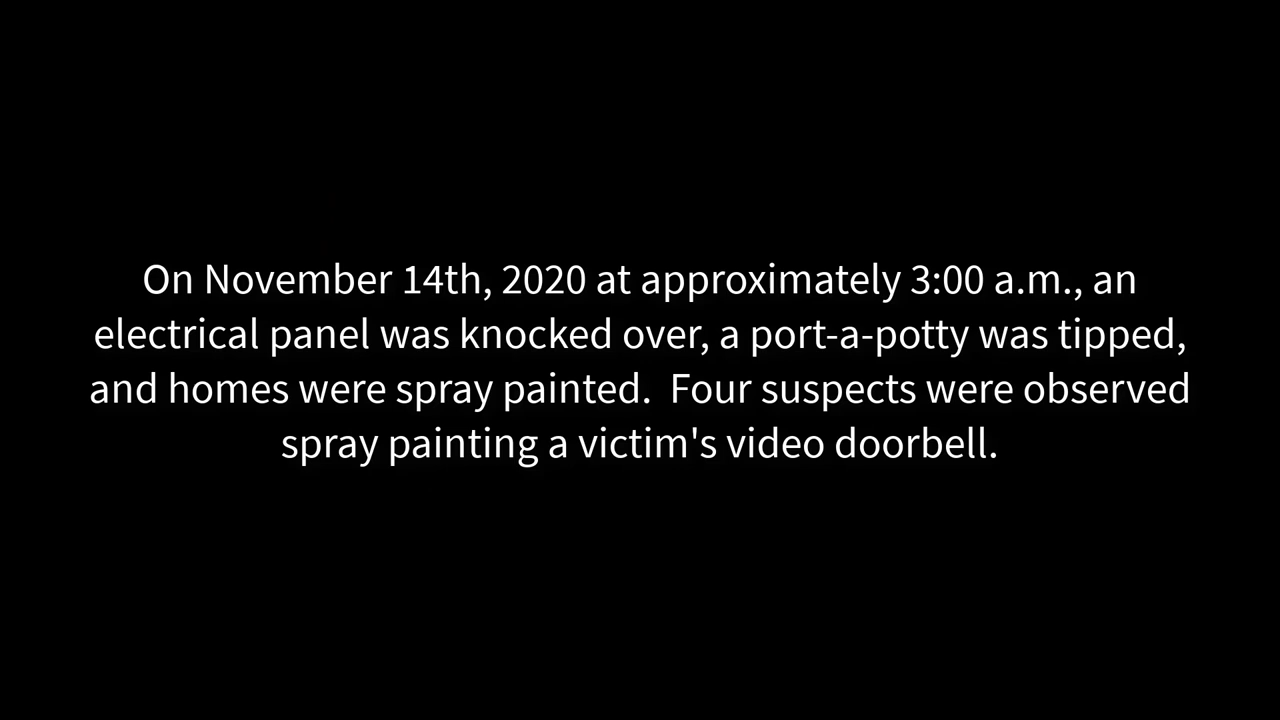 On November 14th, 2020 at approximately 3:00 a.m., an
electrical panel was knocked over, a port-a-potty was tipped,
and homes were spray painted.  Four suspects were observed
spray painting a victim's video doorbell.